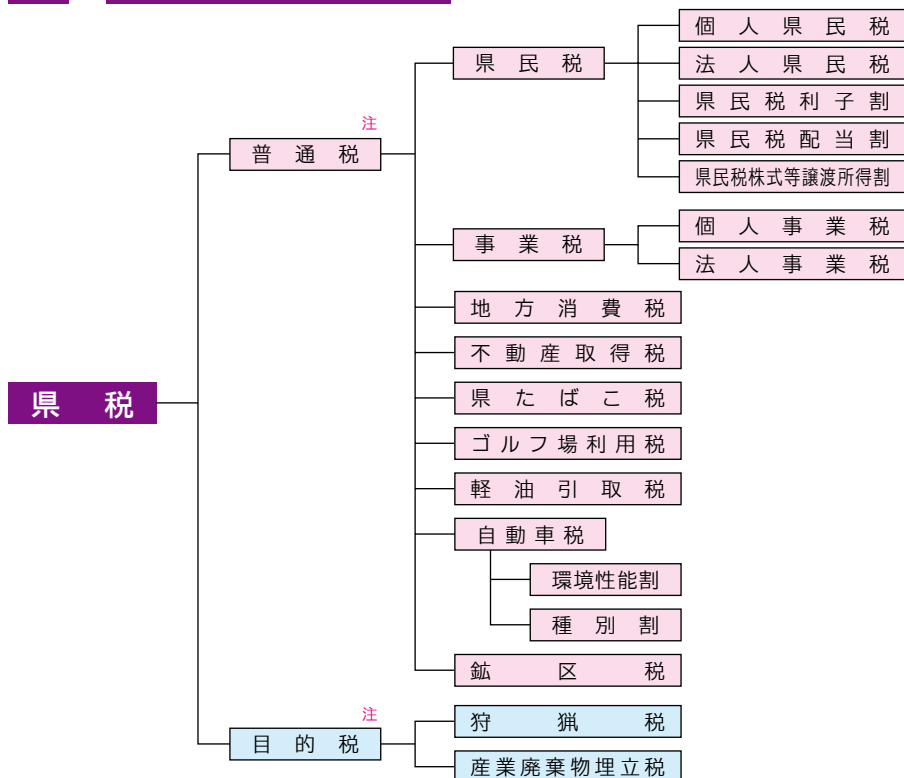 県税
注
普通税
県民税
個人県民税
法人県民税
県民税利子割
県民税配当割
県民税株式等譲渡所得割
事業税
個人事業税
法人事業税
地方消費税
不動産取得税
県たばこ税
ゴルフ場利用税
軽油引取税
自動車税
環境性能割
種別割
鉱区税
注
目的税
狩猟税
産業廃棄物埋立税